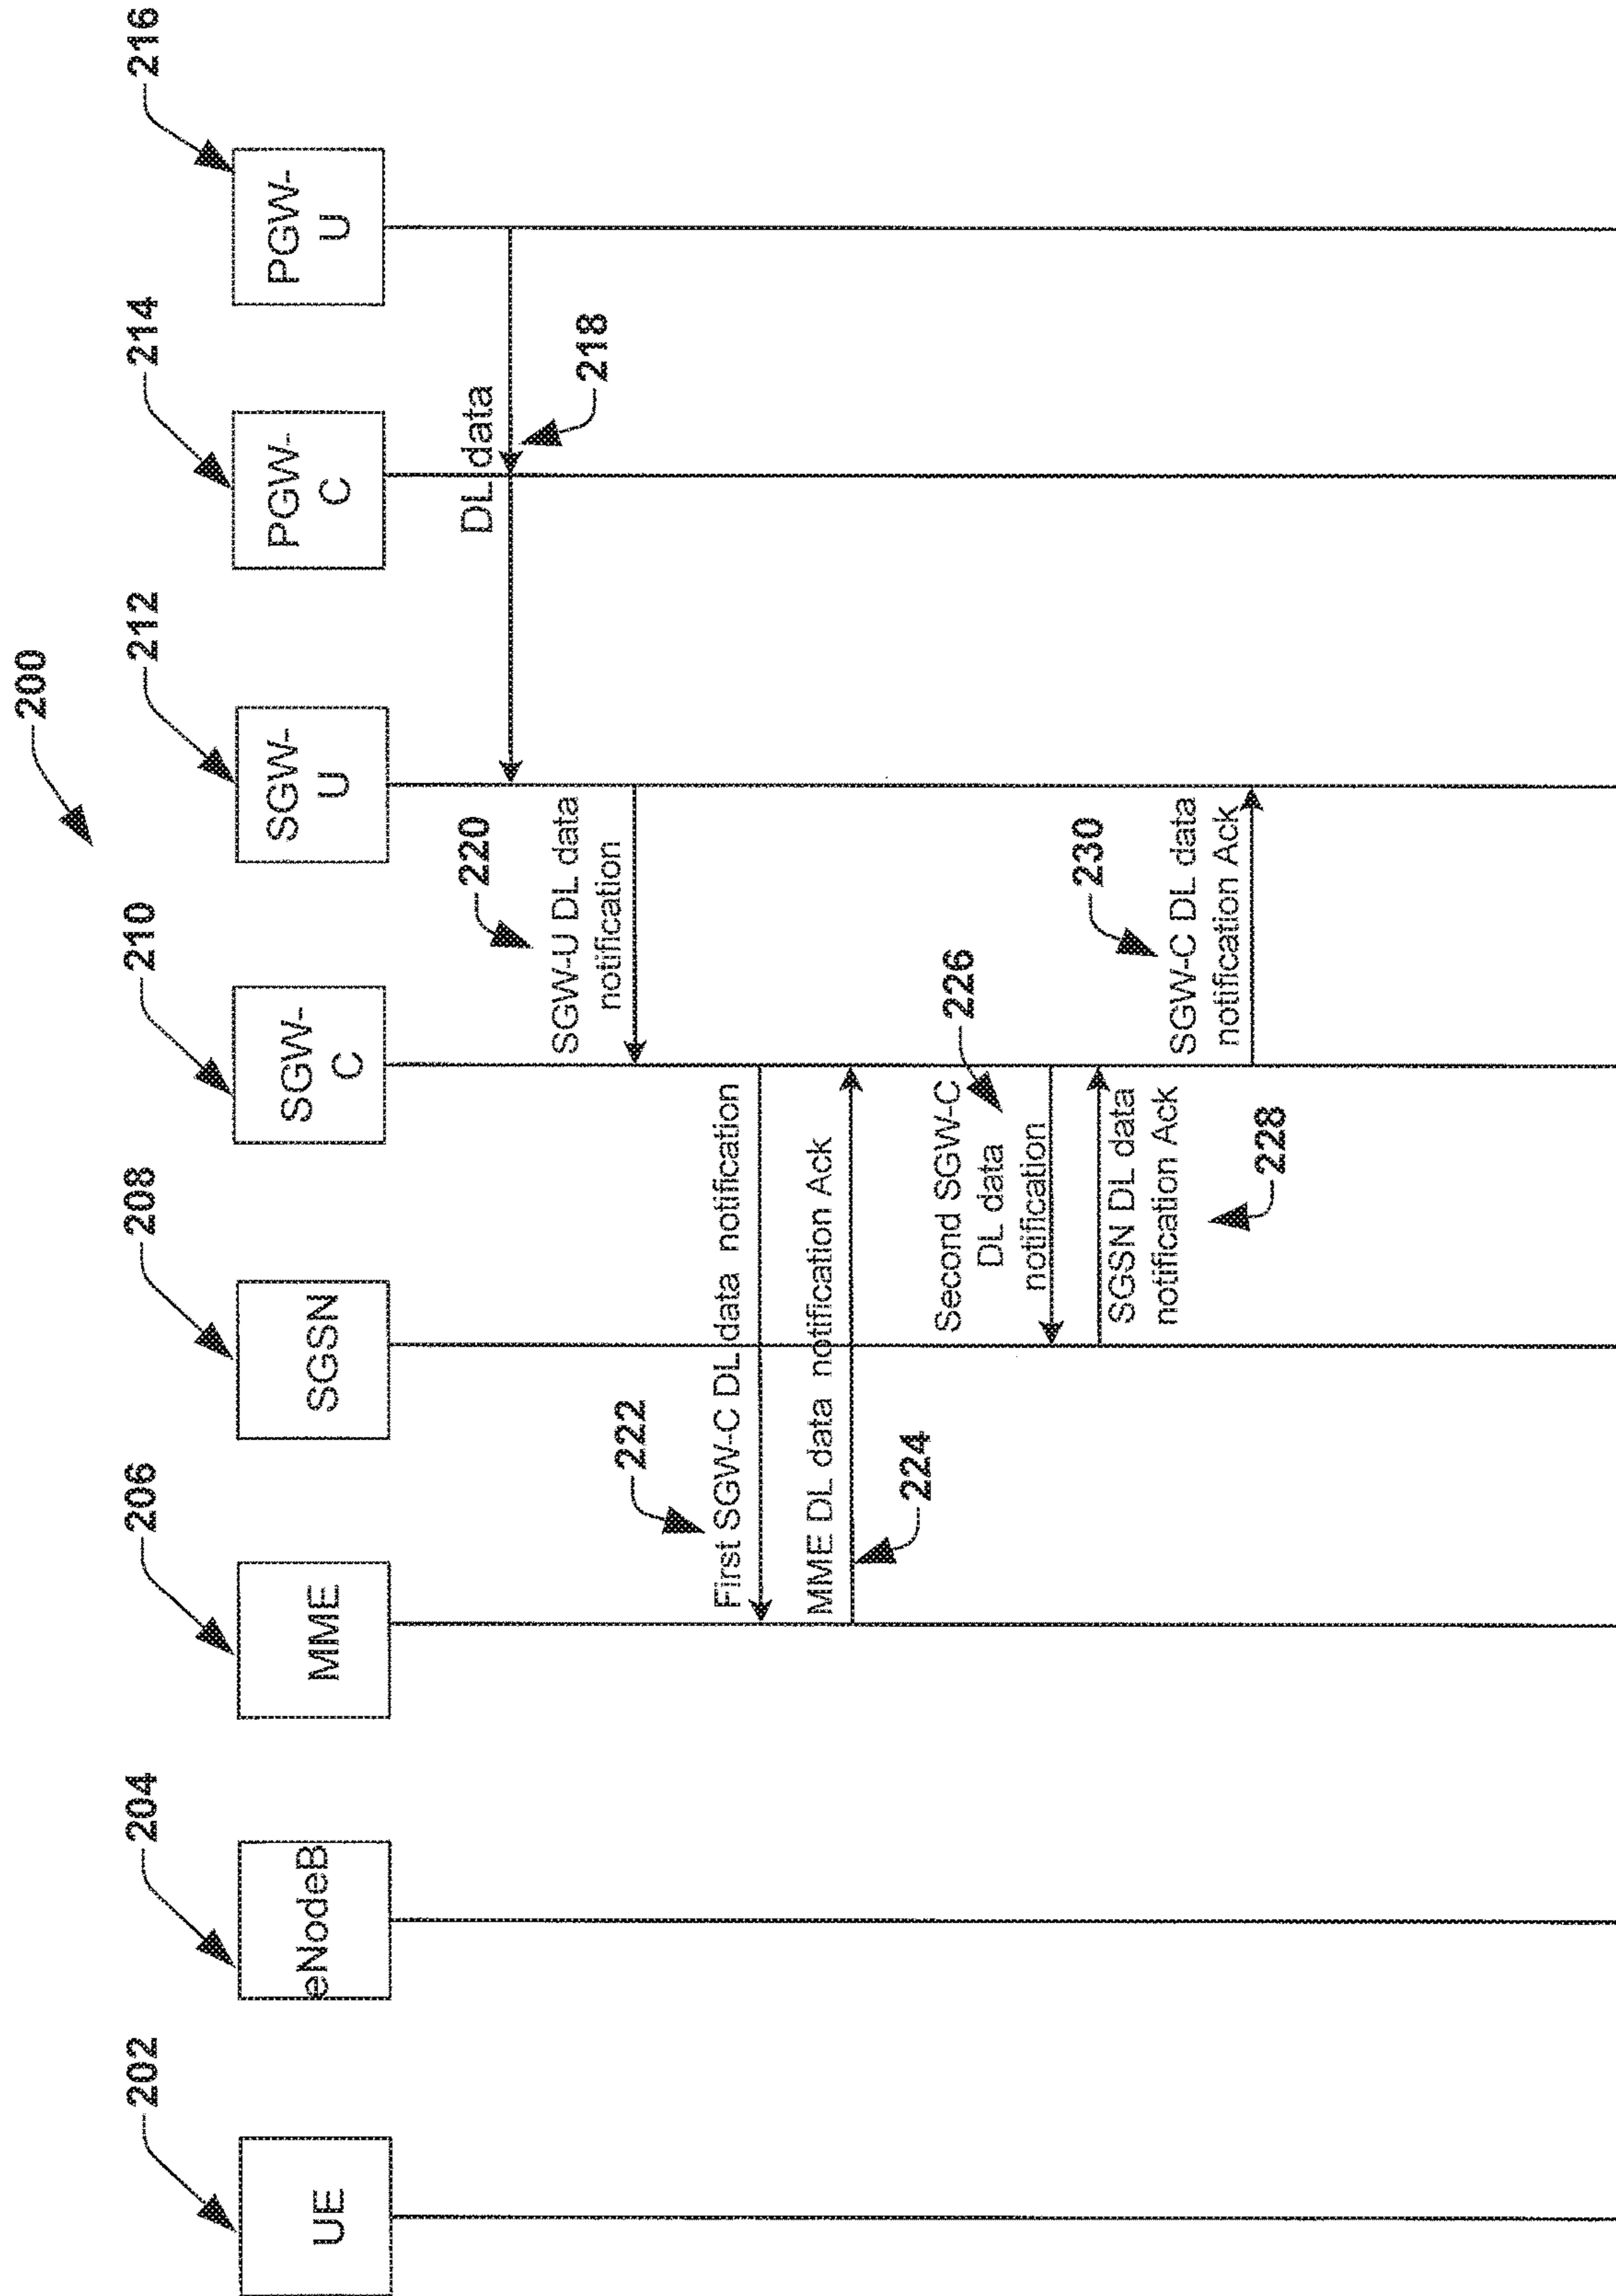 200
202
204
206
208
210
212
214
216
UE
eNodeB
MME
SGSN
SGW-
C
SGW-
U
PGW-
C
PGW-
U
DL data
218
220
SGW-U DL data
notification
222
First SGW-C DL data notification
MME DL data notification Ack
224
226
Second SGW-C
DL data
notification
SGSN DL data
notification Ack
228
230
SGW-C DL data
notification Ack